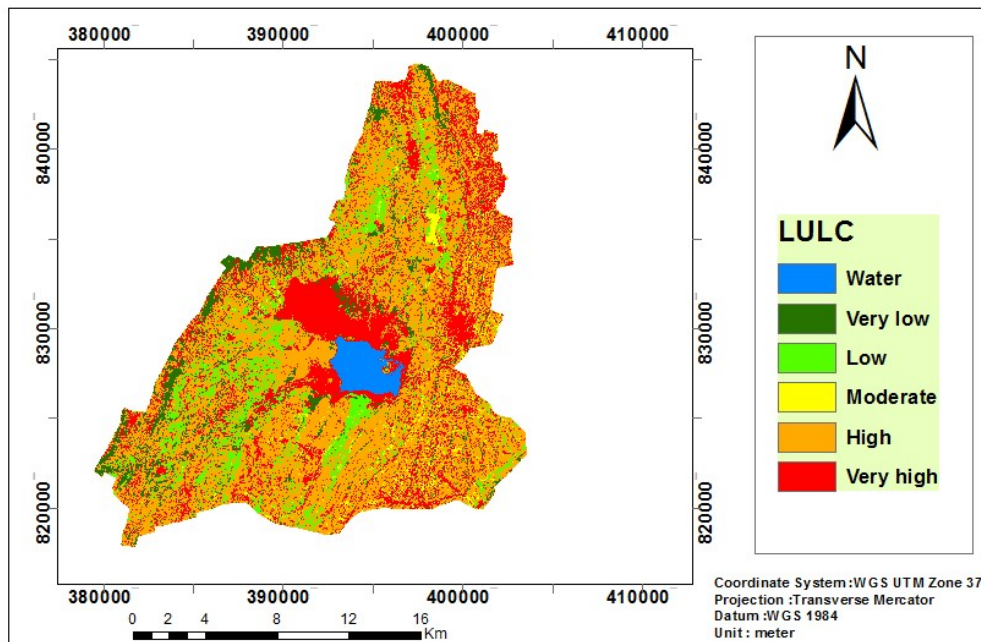 380000 390000 400000 410000
840000 840000
830000 830000
820000 820000
380000 390000 400000 410000
0 2 4 8 12 16
Km
N
LULC
Water
Very low
Low
Moderate
High
Very high
Coordinate System :WGS UTM Zone 37
Projection :Transverse Mercator
Datum :WGS 1984
Unit : meter